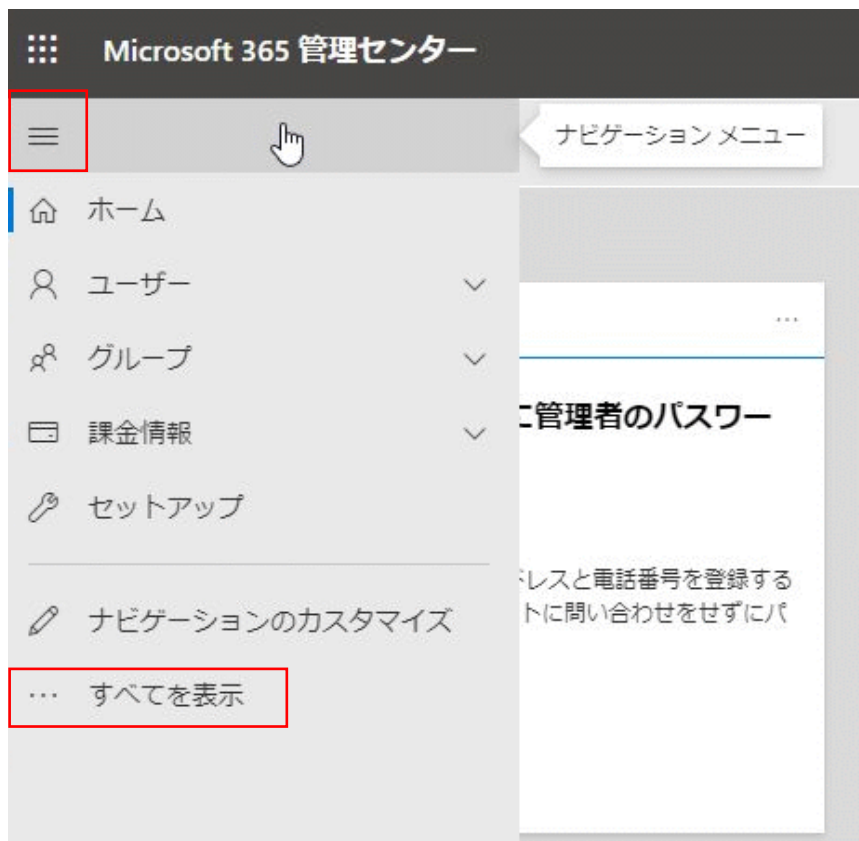 Microsoft 365 管理センター
ナビゲーション メニュー
ホーム
ユーザー
グループ
課金情報
セットアップ
ナビゲーションのカスタマイズ
… すべてを表示
…
に管理者のパスワー
ドレスと電話番号を登録する
トに問い合わせをせずにパ